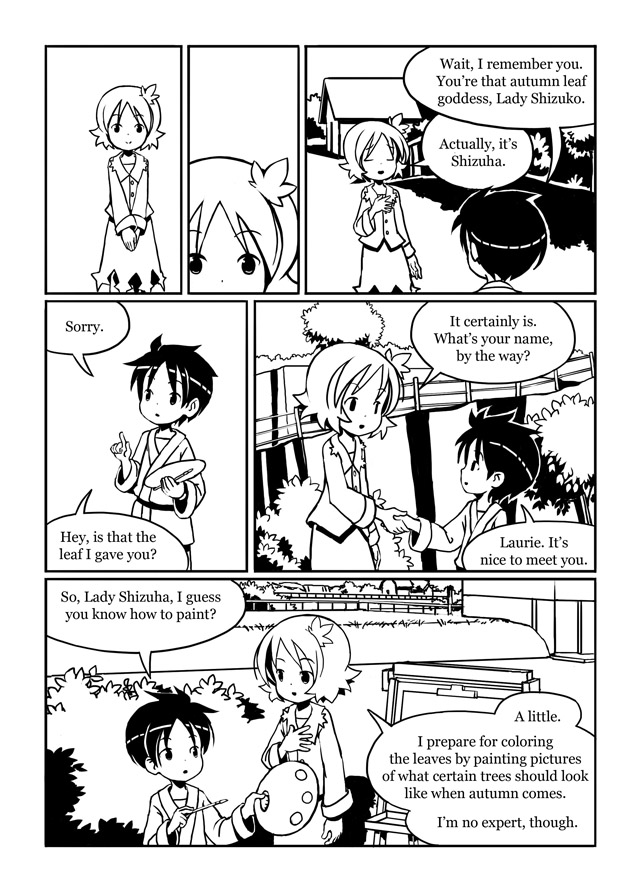 Wait, I remember you.
You're that autumn leaf
goddess, Lady Shizuko.
Actually, it's
Shizuha.
Sorry.
Hey, is that the
leaf I gave you?
It certainly is.
What's your name,
by the way?
Laurie. It's
nice to meet you.
So, Lady Shizuha, I guess
you know how to paint?
A little.
I prepare for coloring
the leaves by painting pictures
of what certain trees should look
like when autumn comes.
I'm no expert, though.